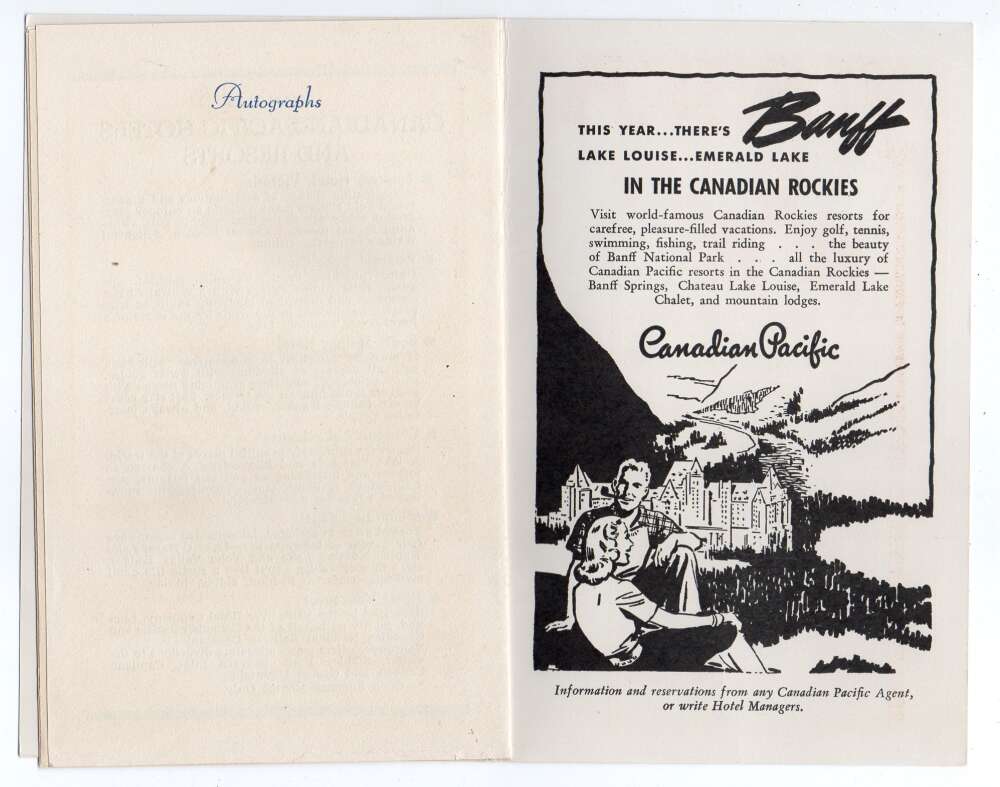 Autographs
THIS YEAR...THERE'S Banff
LAKE LOUISE...EMERALD LAKE
IN THE CANADIAN ROCKIES
Visit world-famous Canadian Rockies resorts for
carefree, pleasure-filled vacations. Enjoy golf, tennis,
swimming, fishing, trail riding . . . the beauty
of Banff National Park . . . all the luxury of
Canadian Pacific resorts in the Canadian Rockies —
Banff Springs, Chateau Lake Louise, Emerald Lake
Chalet, and mountain lodges.
Canadian Pacific
Information and reservations from any Canadian Pacific Agent,
or write Hotel Managers.